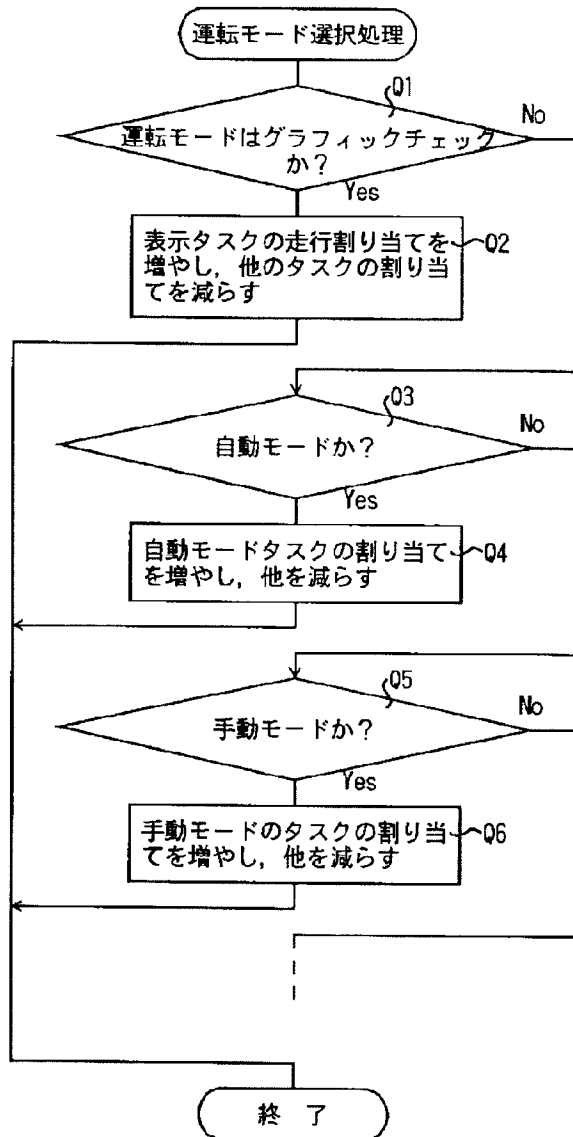 運転モード選択処理
Q1
No
運転モードはグラフィックチェック
か？
Yes
表示タスクの走行割り当てを
増やし，他のタスクの割り当
てを減らす
Q2
Q3
No
自動モードか？
Yes
自動モードタスクの割り当て
を増やし，他を減らす
Q4
Q5
No
手動モードか？
Yes
手動モードのタスクの割り当
てを増やし，他を減らす
Q6
終 了